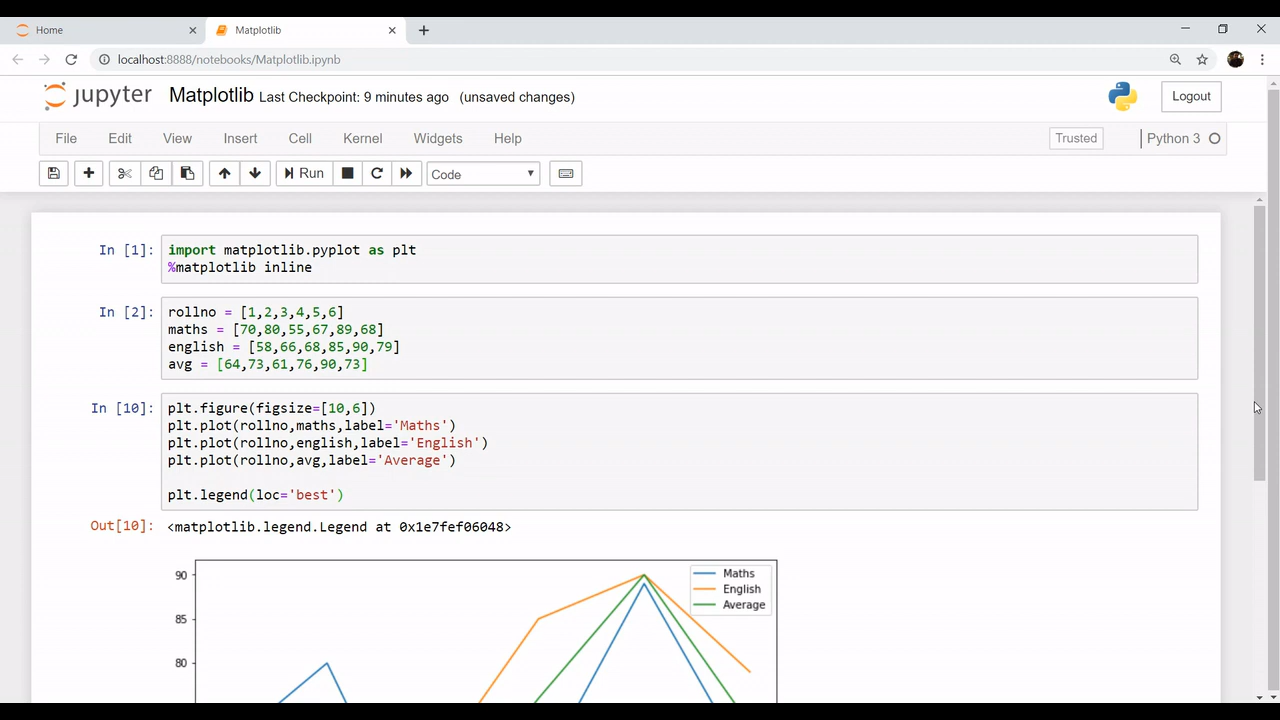 Home
Matplotlib
localhost:8888/notebooks/Matplotlib.ipynb
jupyter Matplotlib Last Checkpoint: 9 minutes ago (unsaved changes)
Logout
File Edit View Insert Cell Kernel Widgets Help
Trusted
Python 3
Run
Code
In [1]: import matplotlib.pyplot as plt
%matplotlib inline
In [2]: rollno = [1,2,3,4,5,6]
maths = [70,80,55,67,89,68]
english = [58,66,68,85,90,79]
avg = [64,73,61,76,90,73]
In [10]: plt.figure(figsize=[10,6])
plt.plot(rollno,maths,label='Maths')
plt.plot(rollno,english,label='English')
plt.plot(rollno,avg,label='Average')
plt.legend(loc='best')
Out[10]: <matplotlib.legend.Legend at 0x1e7fef06048>
90
85
80
Maths
English
Average